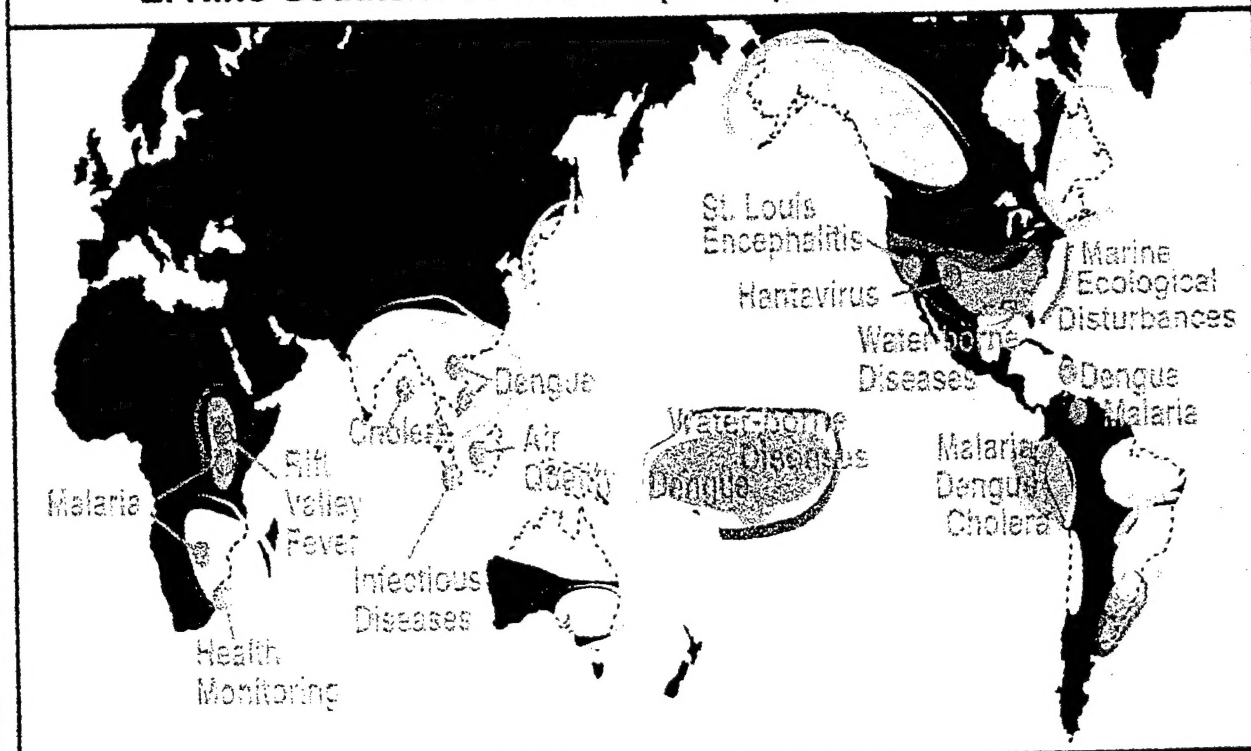 St. Louis
Encephalitis
Hantavirus
Marine
Ecological
Disturbances
Water-borne
Diseases
Dengue
Malaria
Dengue
Cholera
Air
Quality
Water-borne
Diseases
Dengue
Malaria
Dengue
Cholera
Malaria
Rift
Valley
Fever
Infectious
Diseases
Health
Monitoring